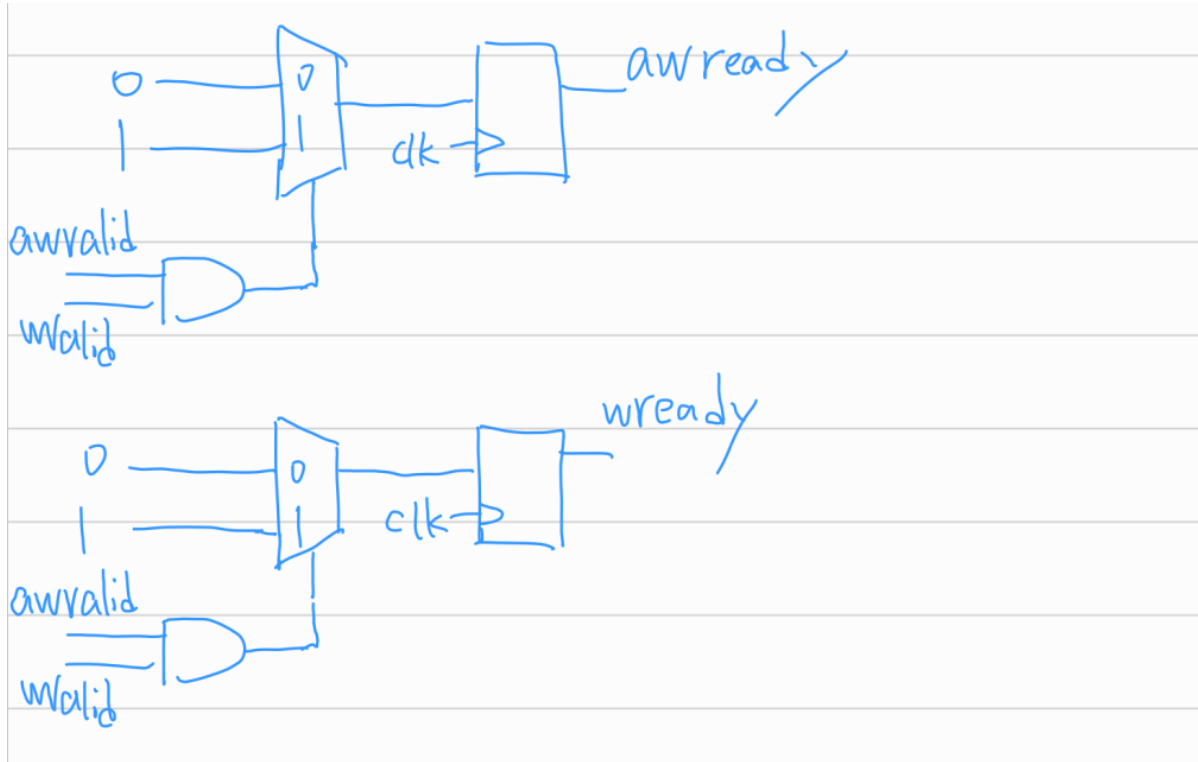 0 0 awready
1 1 clk
awvalid
wvalid
wready
0 0
1 1 clk
awvalid
wvalid